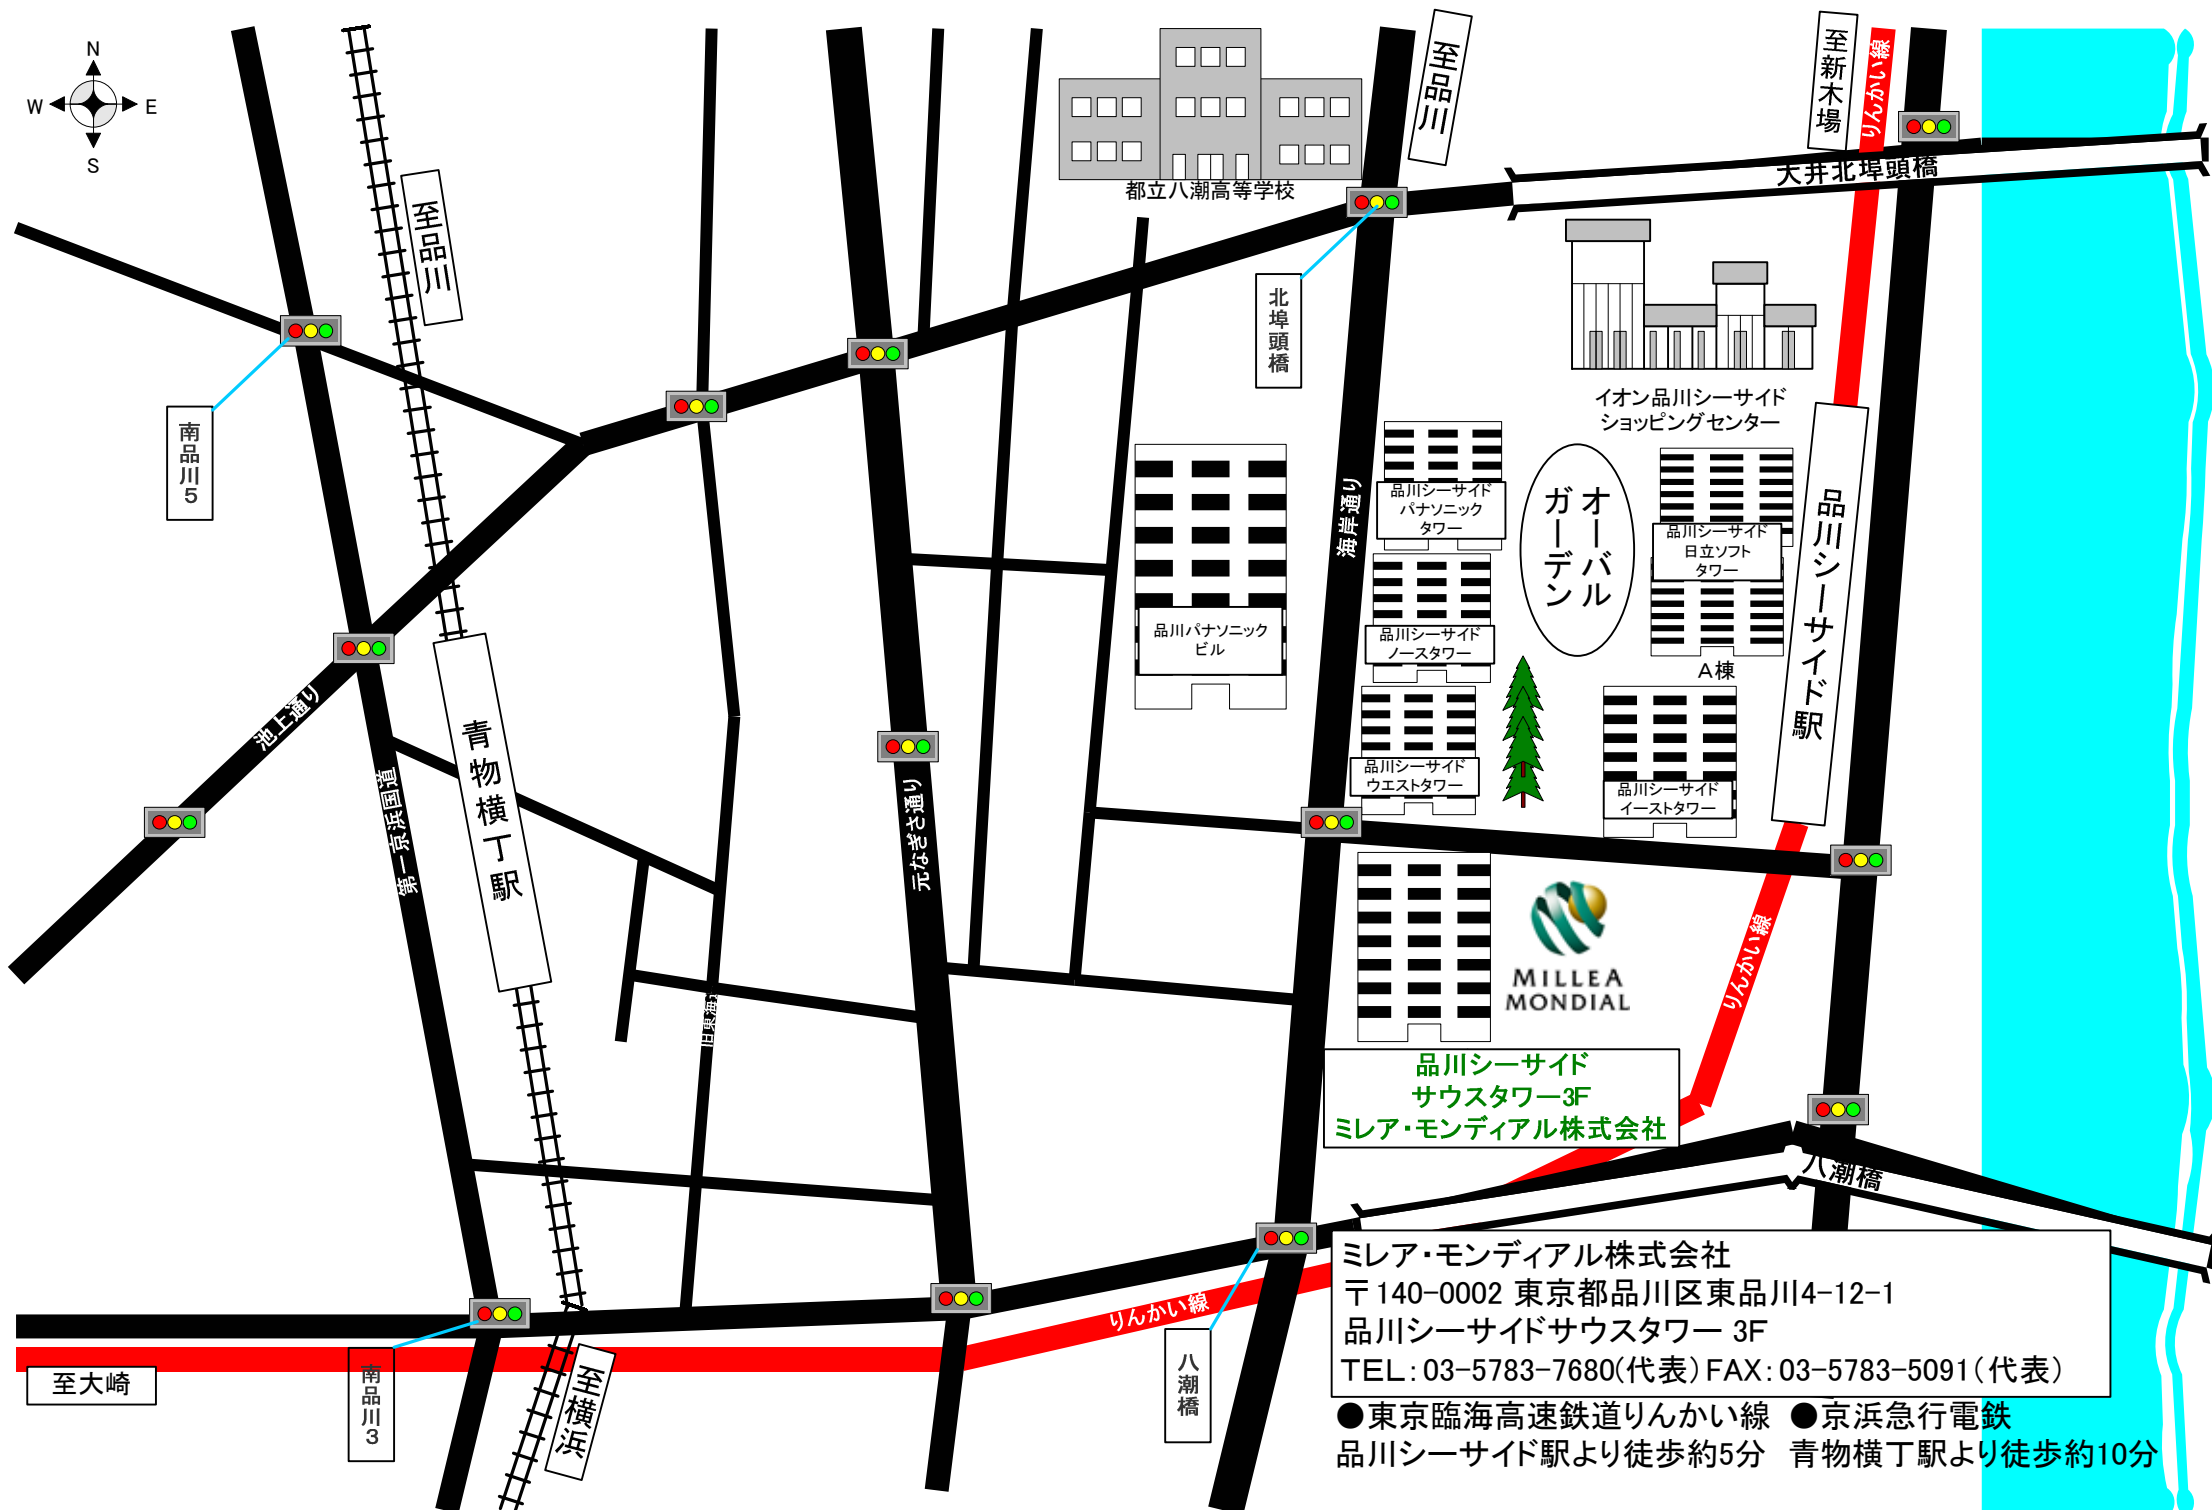 N
W
E
S
至品川
至品川
至新木場
りんかい線
大井北埠頭橋
都立八潮高等学校
北埠頭橋
南品川5
イオン品川シーサイド
ショッピングセンター
品川シーサイド
パナソニック
タワー
オーバル
ガーデン
品川シーサイド
日立ソフト
タワー
品川シーサイド駅
海岸通り
品川パナソニック
ビル
品川シーサイド
ノースタワー
A棟
池上通り
青物横丁駅
第一京浜国道
元なぎさ通り
品川シーサイド
ウエストタワー
品川シーサイド
イーストタワー
MILLEA
MONDIAL
りんかい線
旧東海
品川シーサイド
サウスタワー3F
ミレア・モンディアル株式会社
八潮橋
りんかい線
至大崎
南品川3
至横浜
八潮橋
ミレア・モンディアル株式会社
〒140-0002 東京都品川区東品川4-12-1
品川シーサイドサウスタワー 3F
TEL:03-5783-7680(代表)FAX:03-5783-5091(代表)
●東京臨海高速鉄道りんかい線 ●京浜急行電鉄
品川シーサイド駅より徒歩約5分 青物横丁駅より徒歩約10分